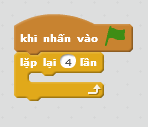 khi nhấn vào
lặp lại 4 lần